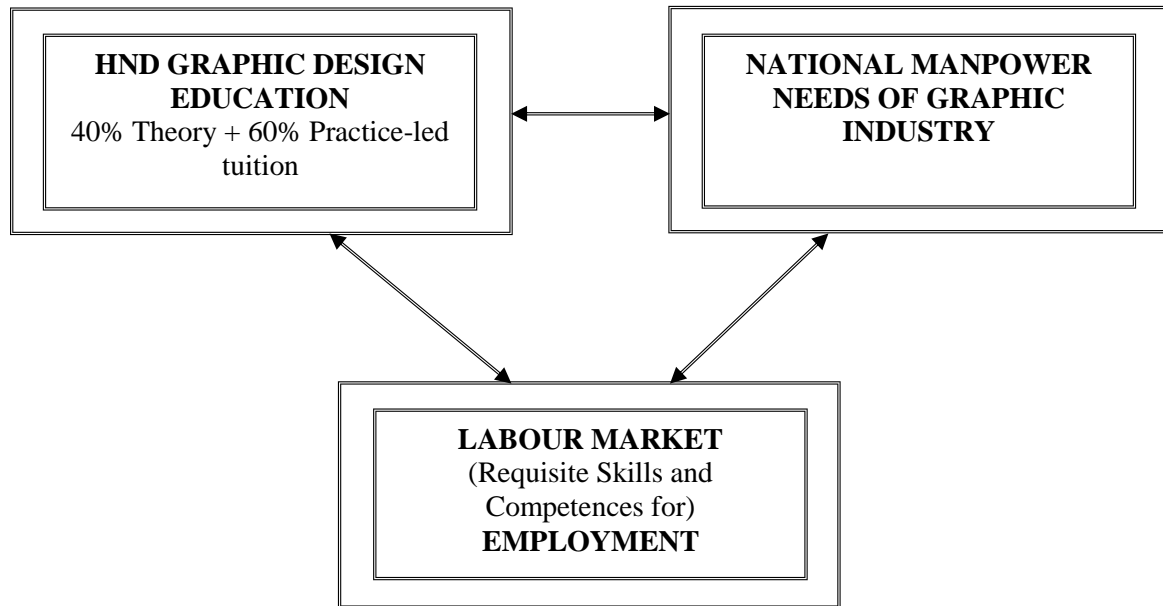 HND GRAPHIC DESIGN
EDUCATION
40% Theory + 60% Practice-led
tuition
NATIONAL MANPOWER
NEEDS OF GRAPHIC
INDUSTRY
LABOUR MARKET
(Requisite Skills and
Competences for)
EMPLOYMENT